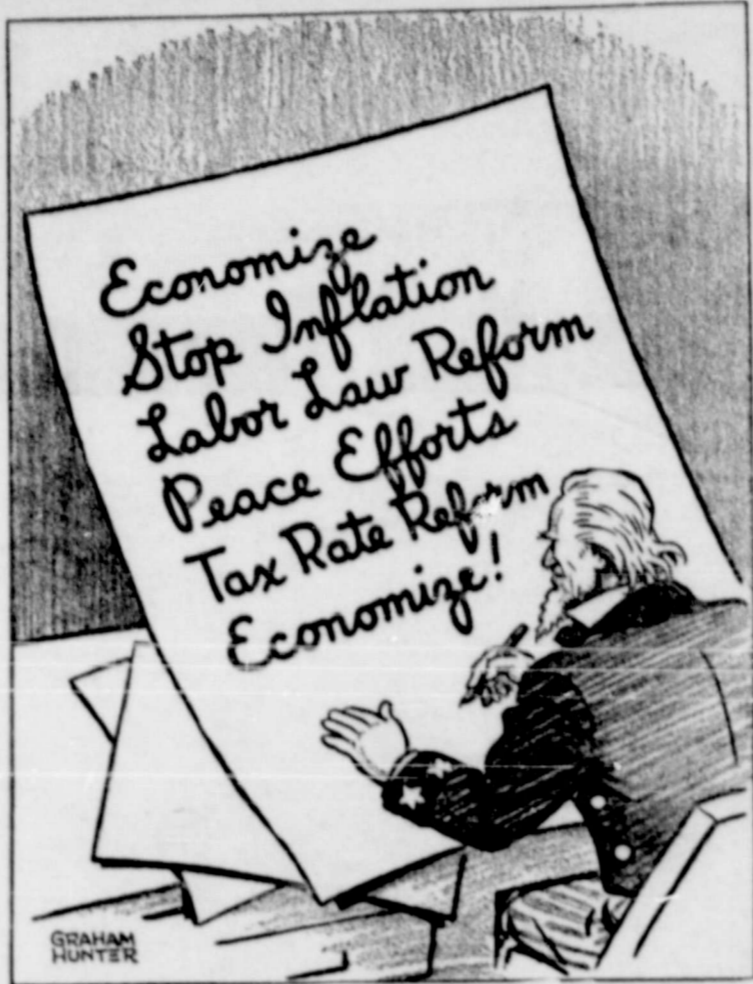 Economize
Stop Inflation
Labor Law Reform
Peace Efforts
Tax Rate Reform
Economize!
GRAHAM
HUNTER